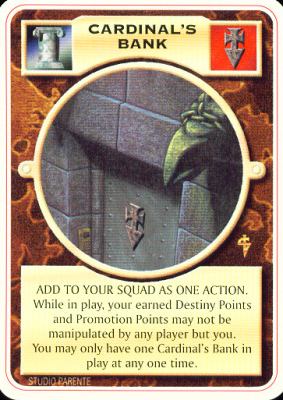 CARDINAL'S
BANK
ADD TO YOUR SQUAD AS ONE ACTION.
While in play, your earned Destiny Points
and Promotion Points may not be
manipulated by any player but you.
You may only have one Cardinal's Bank in
play at any one time.
STUDIO PARENTE